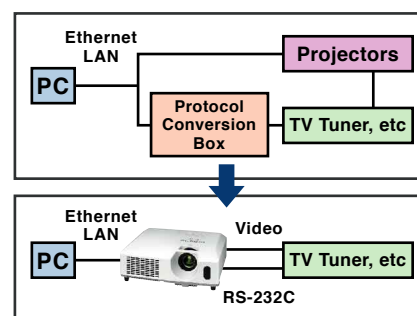 Ethernet
LAN
PC
Projectors
Protocol
Conversion
Box
TV Tuner, etc
Ethernet
LAN
PC
Video
TV Tuner, etc
RS-232C